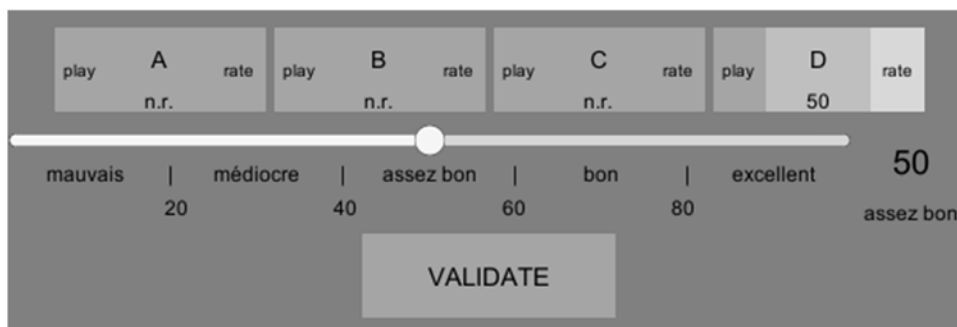 A B C D
play rate play rate play rate play rate
n.r. n.r. n.r. 50
mauvais | médiocre | assez bon | bon | excellent 50
20 40 60 80 assez bon
VALIDATE